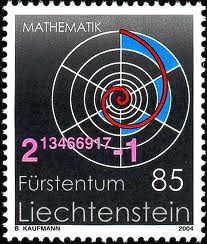 MATHEMATIK
2^13466917-1
Fürstentum 85
Liechtenstein
B. KAUFMANN 2004